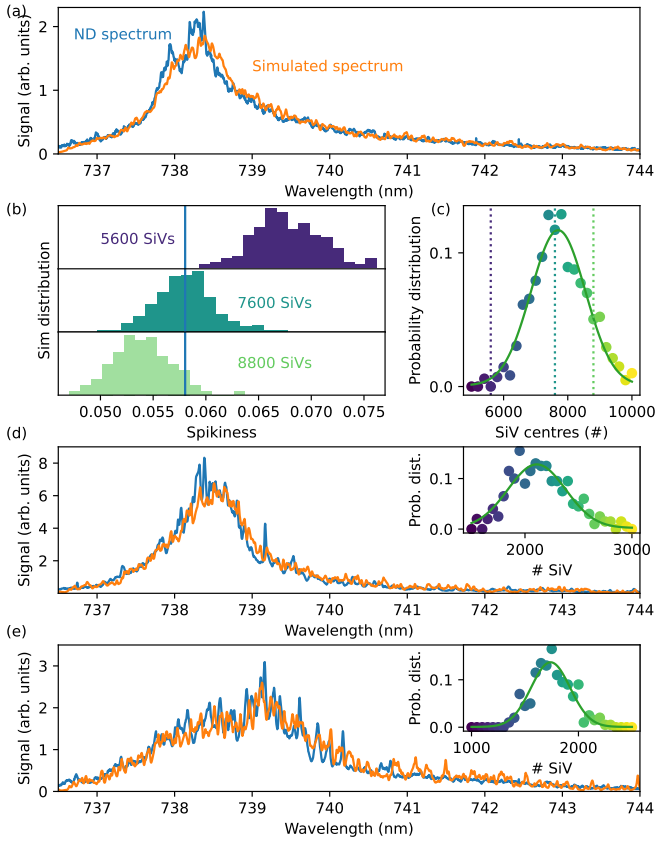 (a)
Signal (arb. units)
2
1
0
ND spectrum
Simulated spectrum
737 738 739 740 741 742 743 744
Wavelength (nm)
(b)
Sim distribution
5600 SiVs
7600 SiVs
8800 SiVs
0.050 0.055 0.060 0.065 0.070 0.075
Spikiness
(c)
Probability distribution
0.1
0.0
6000 8000 10000
SiV centres (#)
(d)
Signal (arb. units)
8
6
4
2
737 738 739 740 741 742 743 744
Wavelength (nm)
Prob. dist.
0.1
0.0
2000 3000
# SiV
(e)
Signal (arb. units)
3
2
1
0
737 738 739 740 741 742 743 744
Wavelength (nm)
Prob. dist.
0.1
0.0
1000 2000
# SiV